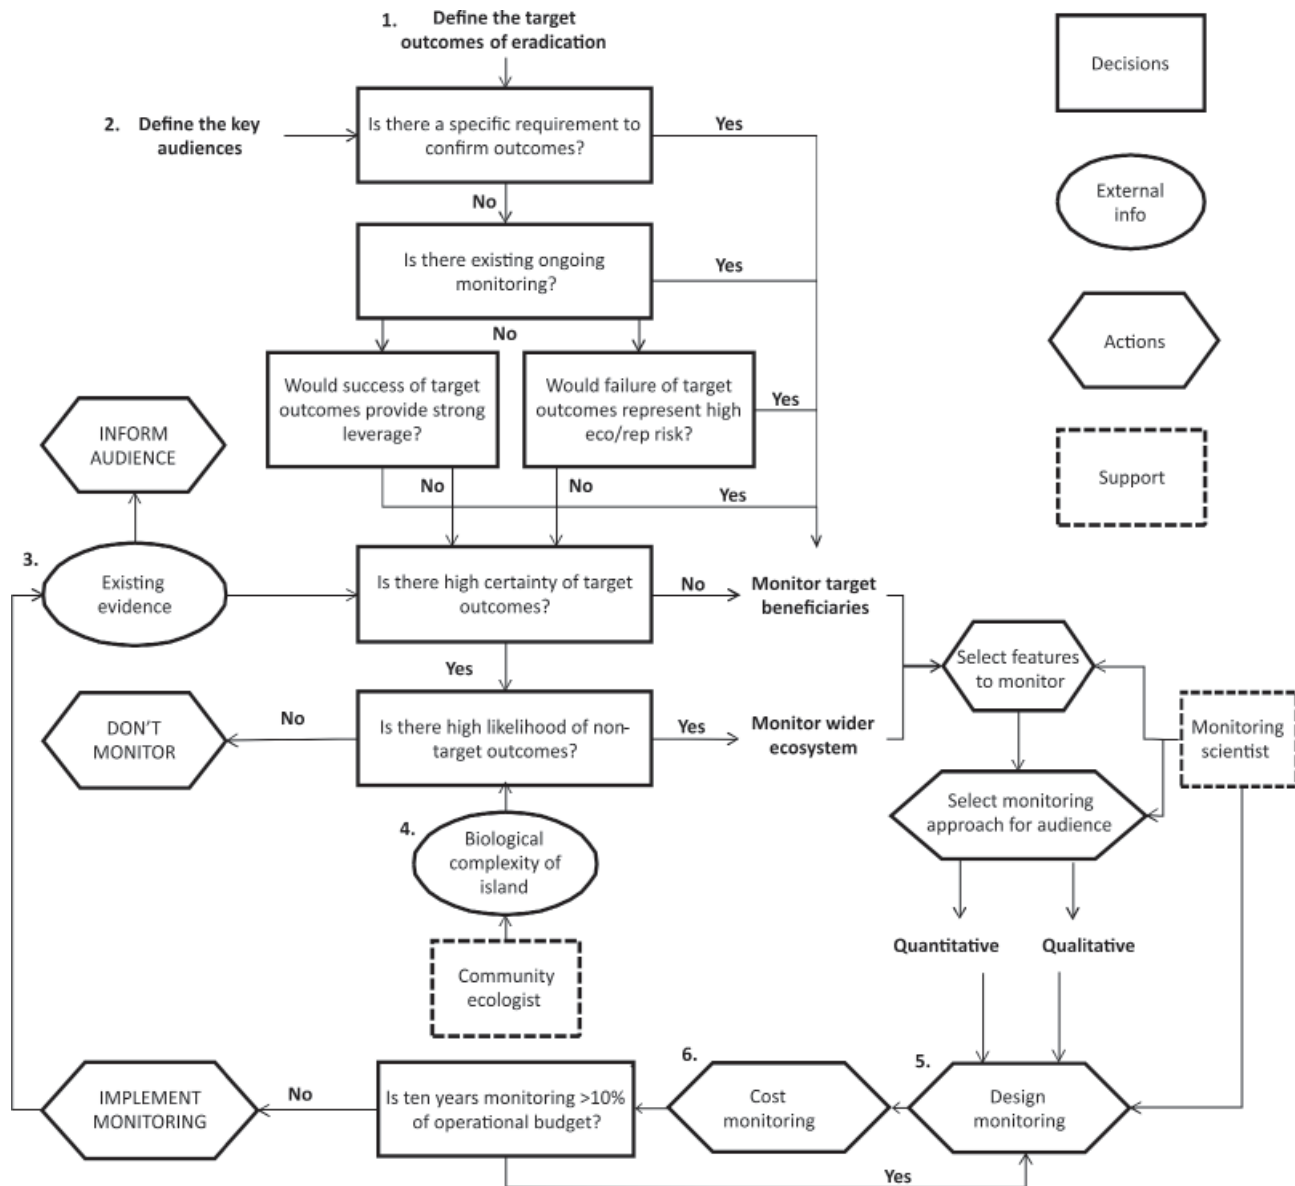 1. Define the target
outcomes of eradication
Decisions
2. Define the key
audiences
Is there a specific requirement to
confirm outcomes?
Yes
External
info
No
Is there existing ongoing
monitoring?
Yes
No
Actions
Would success of target
outcomes provide strong
leverage?
Would failure of target
outcomes represent high
eco/rep risk?
Yes
INFORM
AUDIENCE
No
No
Yes
Support
3.
Existing
evidence
Is there high certainty of target
outcomes?
No
Monitor target
beneficiaries
Yes
Select features
to monitor
DON'T
MONITOR
No
Is there high likelihood of non-
target outcomes?
Yes
Monitor wider
ecosystem
Monitoring
scientist
4.
Biological
complexity of
island
Select monitoring
approach for audience
Quantitative
Qualitative
Community
ecologist
IMPLEMENT
MONITORING
No
Is ten years monitoring >10%
of operational budget?
6.
Cost
monitoring
5.
Design
monitoring
Yes